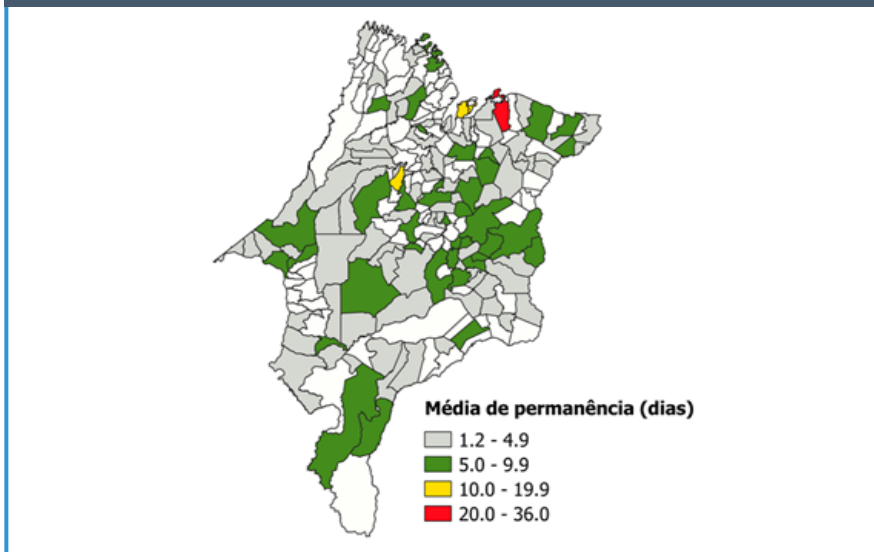 Média de permanência (dias)
1.2 - 4.9
5.0 - 9.9
10.0 - 19.9
20.0 - 36.0